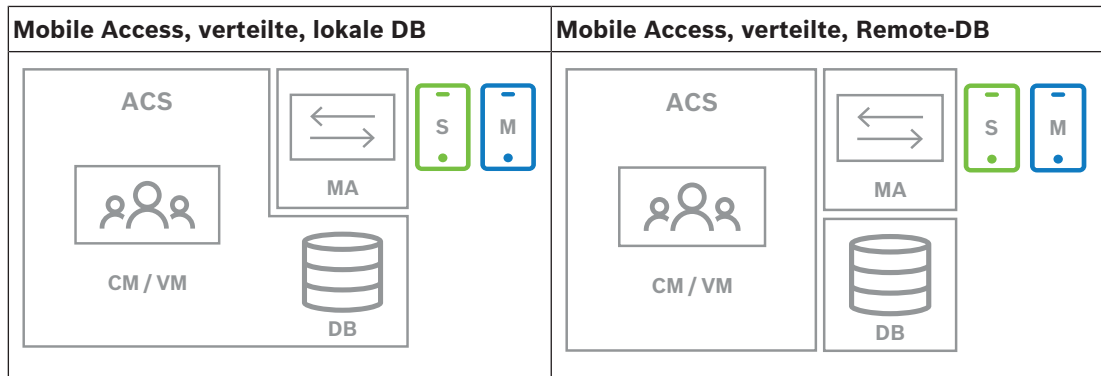 Mobile Access, verteilte, lokale DB
ACS
S
M
MA
CM / VM
DB
Mobile Access, verteilte, Remote-DB
ACS
S
M
MA
CM / VM
DB